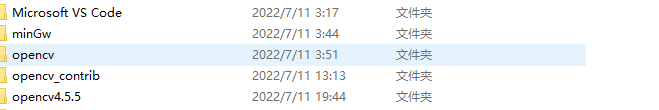 Microsoft VS Code 2022/7/11 3:17 文件夹
minGw 2022/7/11 3:44 文件夹
opencv 2022/7/11 3:51 文件夹
opencv_contrib 2022/7/11 13:13 文件夹
opencv4.5.5 2022/7/11 19:44 文件夹